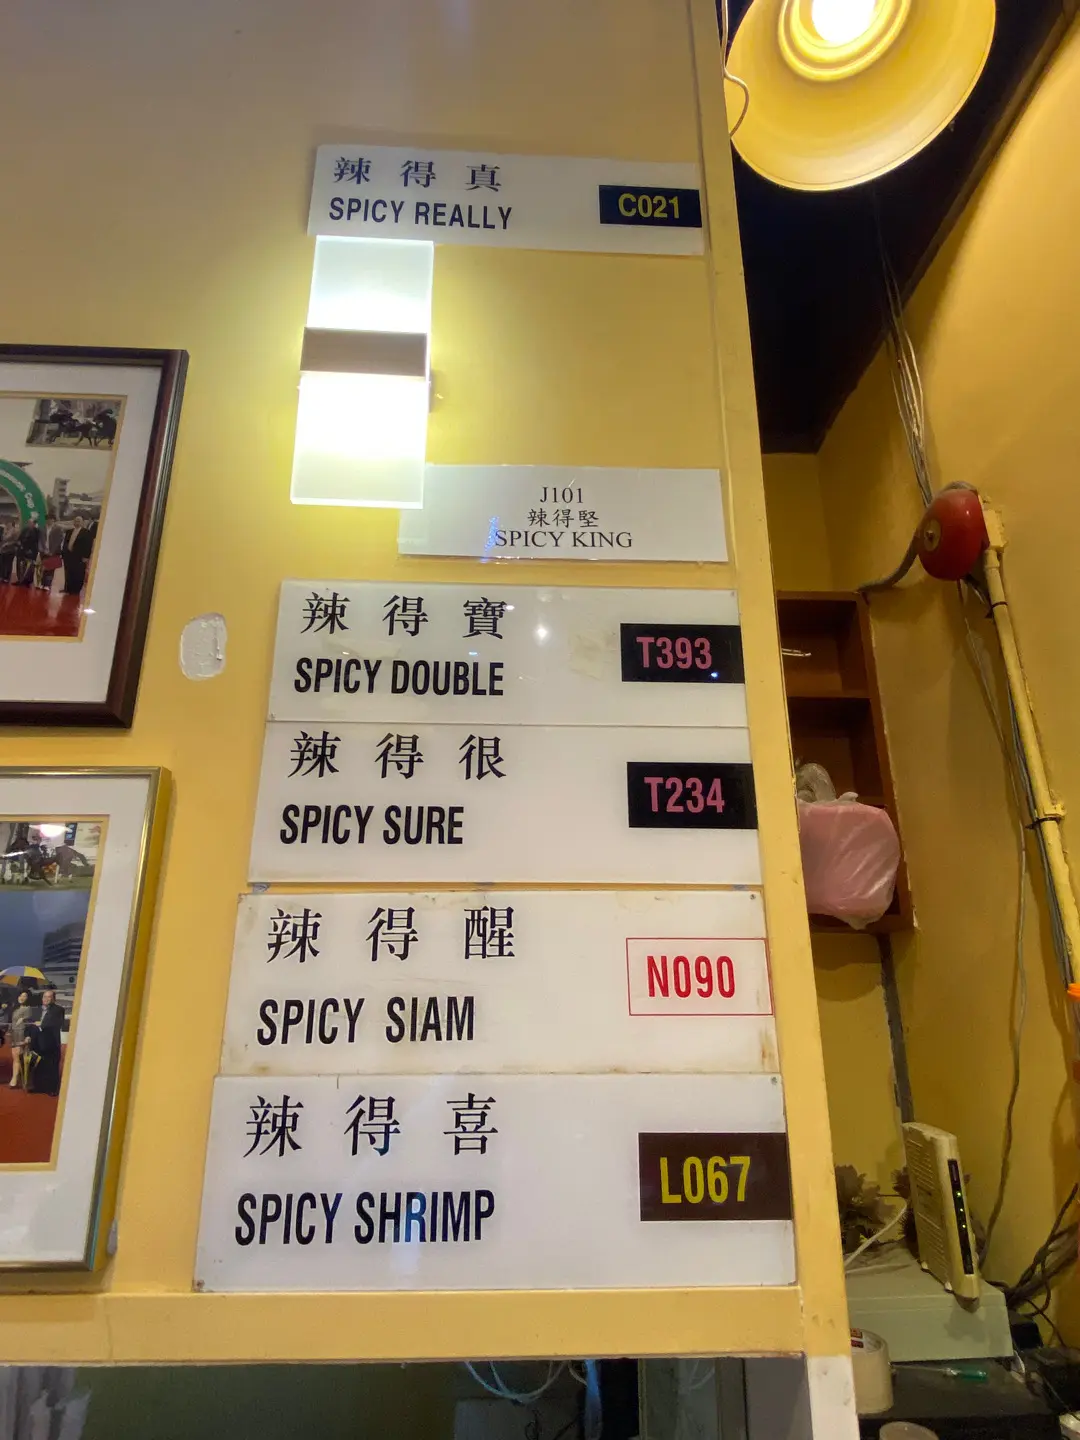 辣得真
SPICY REALLY
C021
J101
辣得堅
SPICY KING
辣得寶
SPICY DOUBLE
T393
辣得很
SPICY SURE
T234
辣得醒
SPICY SIAM
N090
辣得喜
SPICY SHRIMP
L067